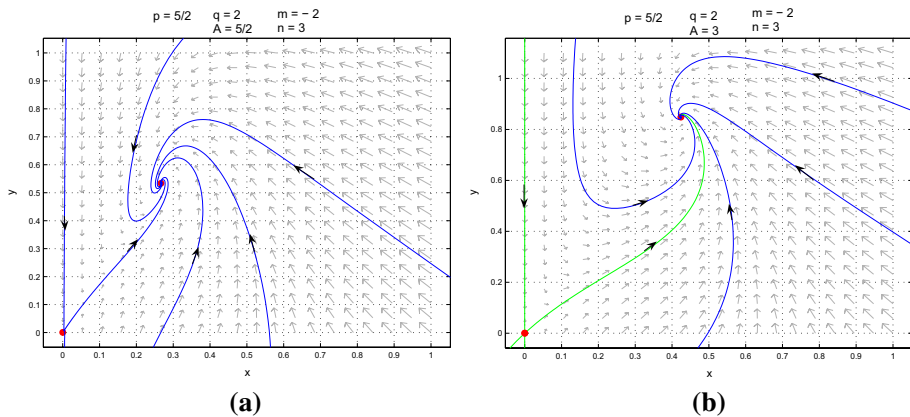 p = 5/2 q = 2 m = − 2
A = 5/2 n = 3
1
0.9
0.8
0.7
0.6
0.5
0.4
0.3
0.2
0.1
0
y
0 0.1 0.2 0.3 0.4 0.5 0.6 0.7 0.8 0.9 1
x
(a)
p = 5/2 q = 2 m = − 2
A = 3 n = 3
1
0.8
0.6
0.4
0.2
0
y
0 0.1 0.2 0.3 0.4 0.5 0.6 0.7 0.8 0.9 1
x
(b)